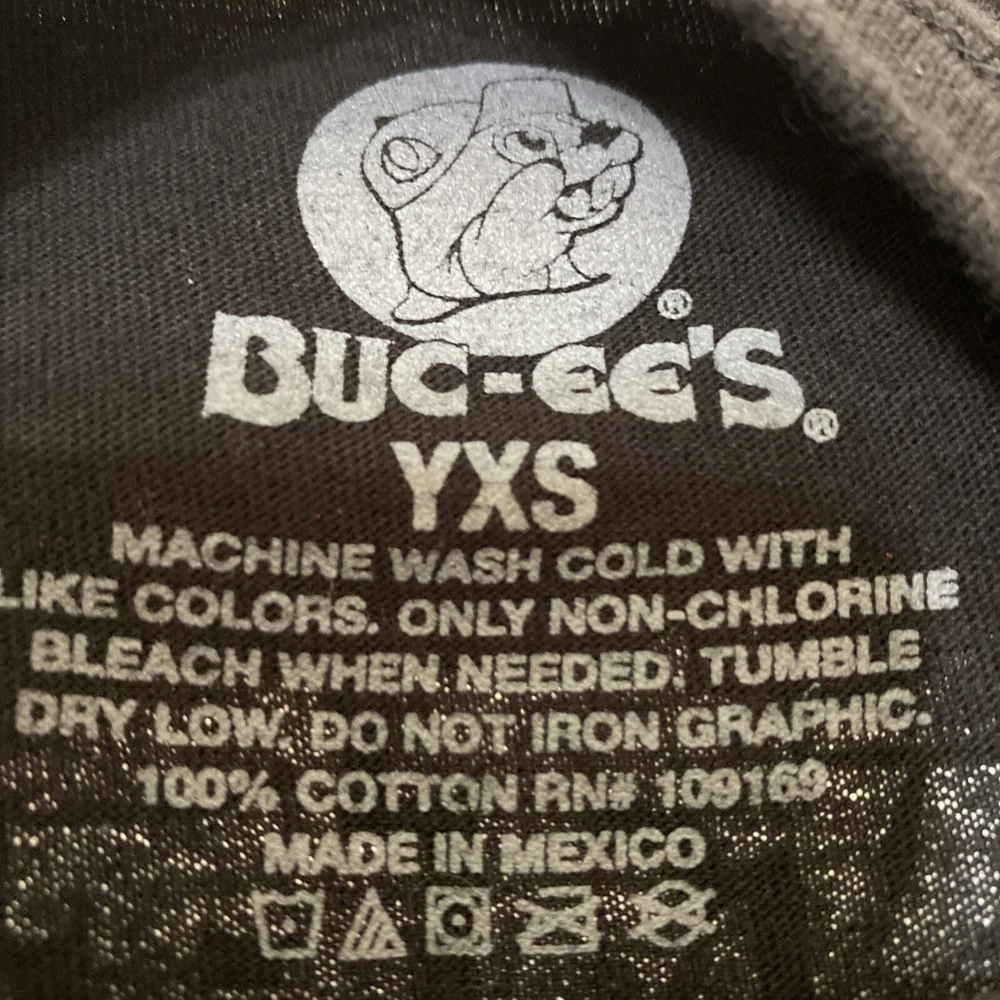 BUC-EE'S®
YXS
MACHINE WASH COLD WITH
LIKE COLORS. ONLY NON-CHLORINE
BLEACH WHEN NEEDED. TUMBLE
DRY LOW. DO NOT IRON GRAPHIC.
100% COTTON RN# 109169
MADE IN MEXICO